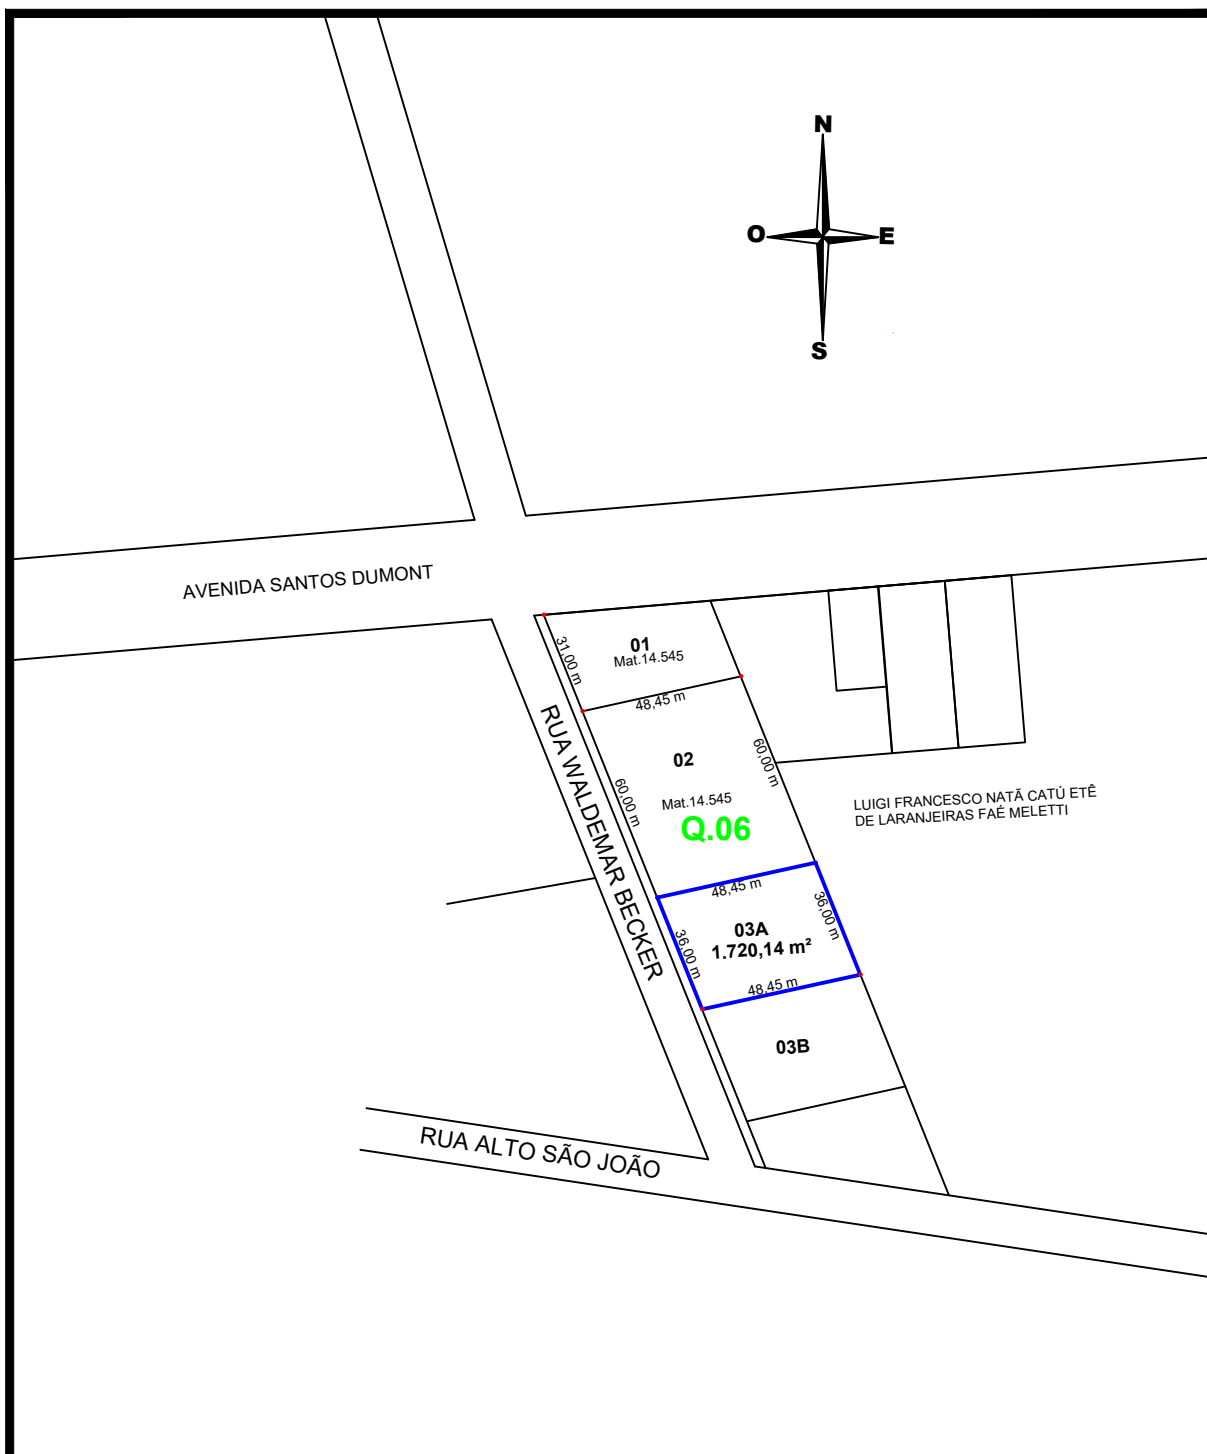 N
O
E
S
AVENIDA SANTOS DUMONT
01
Mat.14.545
31,00 m
48,45 m
RUA WALDEMAR BECKER
02
60,00 m
60,00 m
Mat.14.545
Q.06
LUIGI FRANCESCO NATÃ CATÚ ETÊ
DE LARANJEIRAS FAÉ MELETTI
48,45 m
36,00 m
03A
1.720,14 m²
36,00 m
48,45 m
03B
RUA ALTO SÃO JOÃO